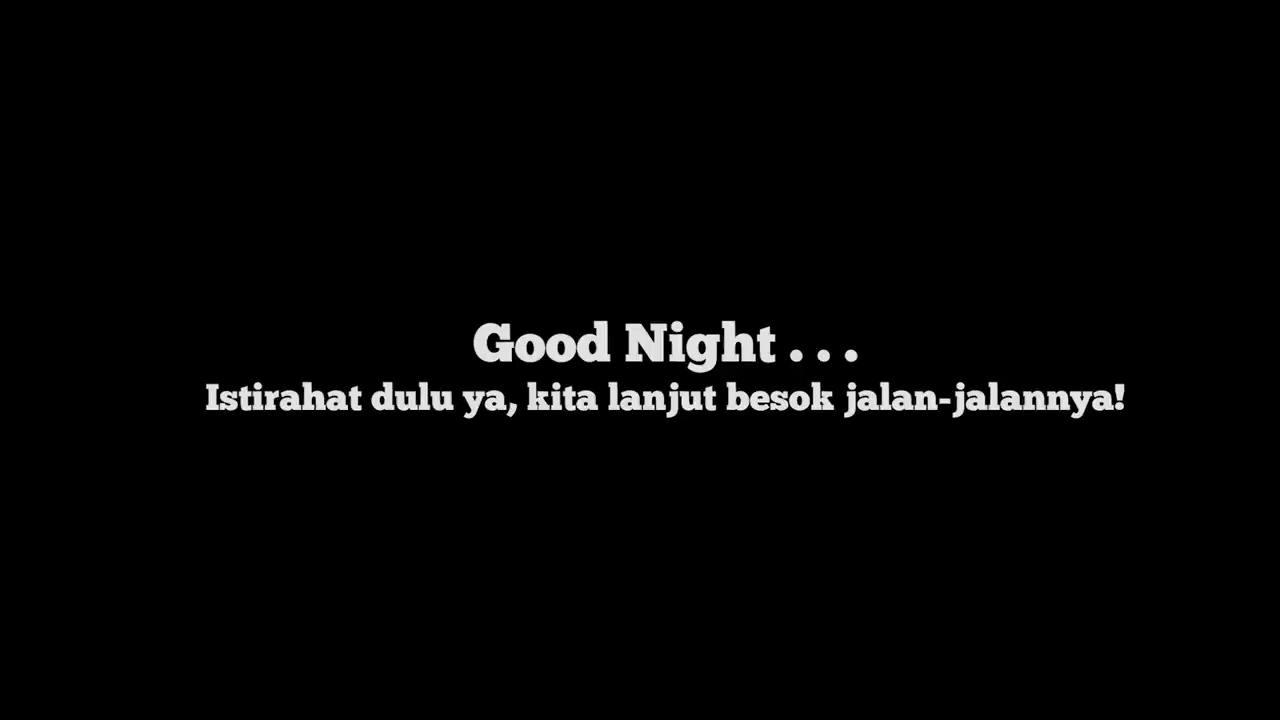 Good Night . . .
Istirahat dulu ya, kita lanjut besok jalan-jalannya!